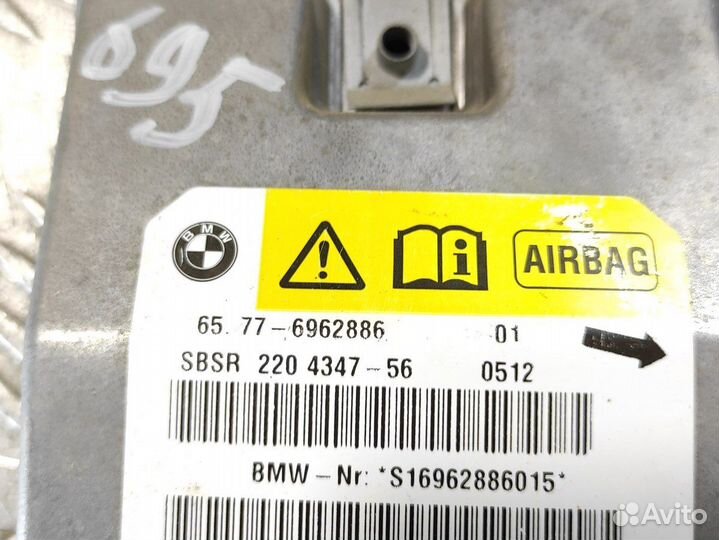 695
BMW
AIRBAG
65. 77-6962886 01
SBSR 220 4347-56 0512
BMW-Nr: *S16962886015*
Avito